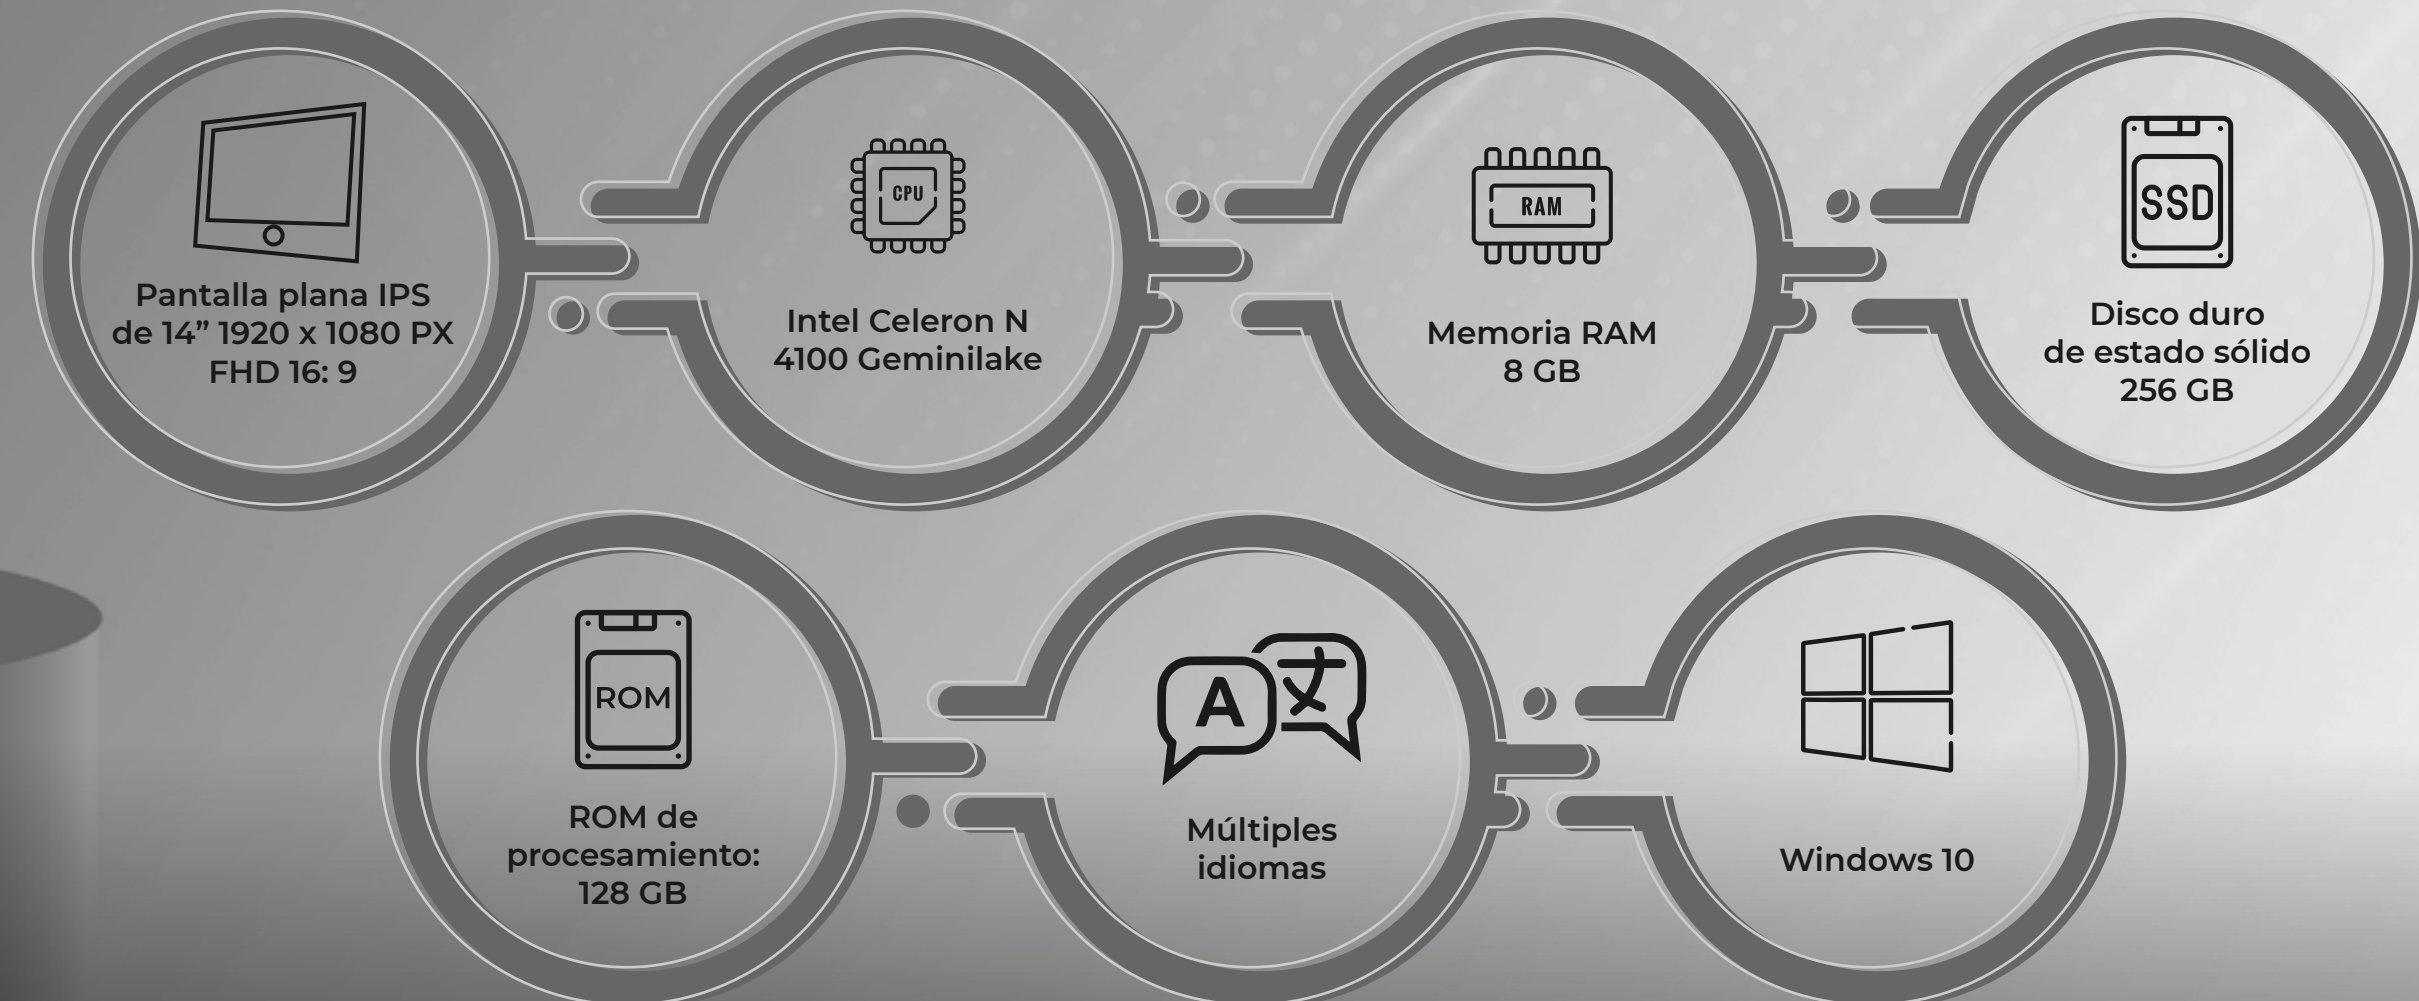 Pantalla plana IPS
de 14” 1920 x 1080 PX
FHD 16: 9
CPU
Intel Celeron N
4100 Geminilake
RAM
Memoria RAM
8 GB
SSD
Disco duro
de estado sólido
256 GB
ROM
ROM de
procesamiento:
128 GB
A 文
Múltiples
idiomas
Windows 10